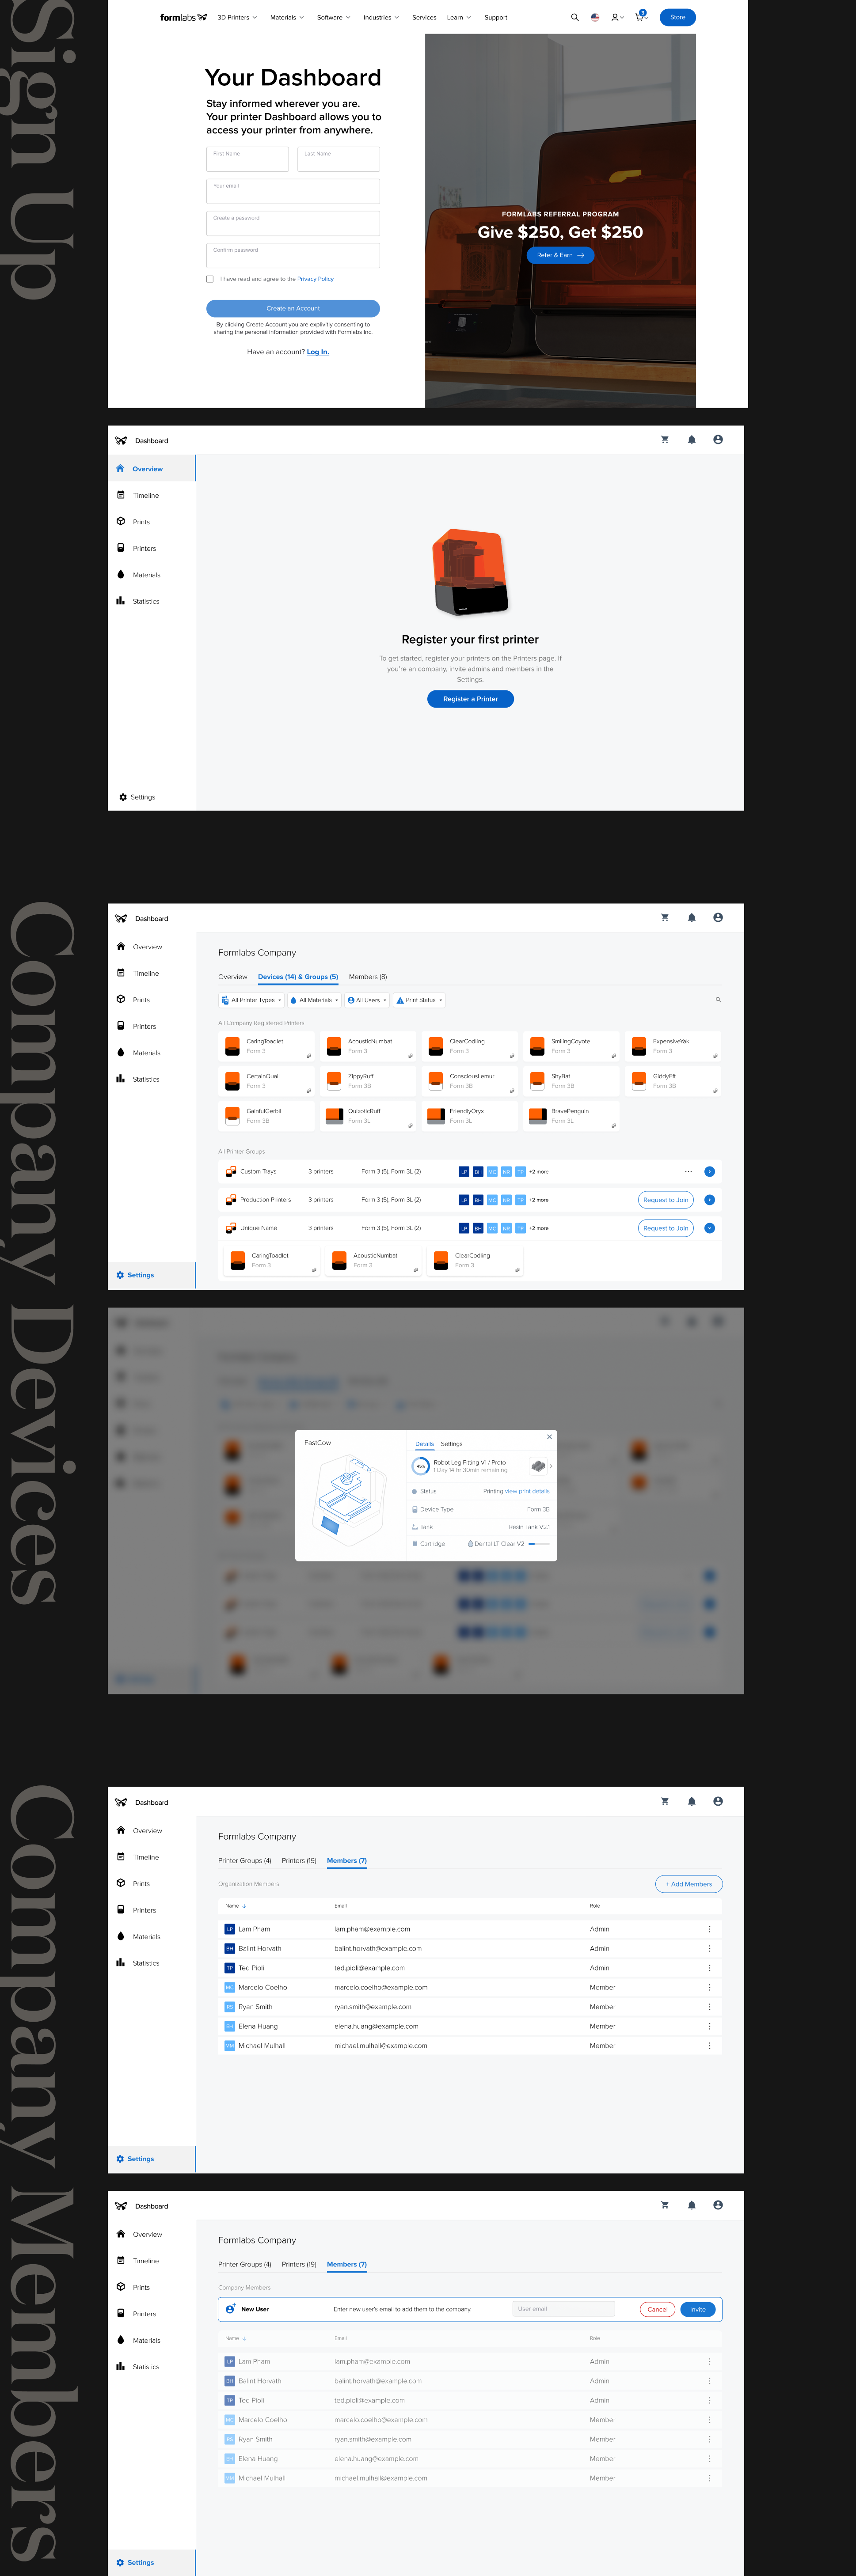 Sign Up
formlabs
3D Printers
Materials
Software
Industries
Services
Learn
Support
Store
Your Dashboard
Stay informed wherever you are.
Your printer Dashboard allows you to
access your printer from anywhere.
First Name
Last Name
Your email
Create a password
Confirm password
I have read and agree to the Privacy Policy
Create an Account
By clicking Create Account you are explivitly consenting to
sharing the personal information provided with Formlabs Inc.
Have an account? Log In.
FORMLABS REFERRAL PROGRAM
Give $250, Get $250
Refer & Earn
Dashboard
Overview
Timeline
Prints
Printers
Materials
Statistics
Settings
Register your first printer
To get started, register your printers on the Printers page. If
you're an company, invite admins and members in the
Settings.
Register a Printer
Company Devices
Dashboard
Overview
Timeline
Prints
Printers
Materials
Statistics
Settings
Formlabs Company
Overview
Devices (14) & Groups (5)
Members (8)
All Printer Types
All Materials
All Users
Print Status
All Company Registered Printers
CaringToadlet
Form 3
AcousticNumbat
Form 3
ClearCodling
Form 3
SmilingCoyote
Form 3
ExpensiveYak
Form 3
CertainQuail
Form 3
ZippyRuff
Form 3B
ConsciousLemur
Form 3B
ShyBat
Form 3B
GiddyEft
Form 3B
GainfulGerbil
Form 3B
QuixoticRuff
Form 3L
FriendlyOryx
Form 3L
BravePenguin
Form 3L
All Printer Groups
Custom Trays 3 printers Form 3 (5), Form 3L (2) LP BH MC HR TP +2 more
Production Printers 3 printers Form 3 (5), Form 3L (2) LP BH MC HR TP +2 more Request to Join
Unique Name 3 printers Form 3 (5), Form 3L (2) LP BH MC HR TP +2 more Request to Join
CaringToadlet
Form 3
AcousticNumbat
Form 3
ClearCodling
Form 3
FastCow
Details
Settings
45%
Robot Leg Fitting V1 / Proto
1 Day 14 hr 30min remaining
Status Printing view print details
Device Type Form 3B
Tank Resin Tank V2.1
Cartridge Dental LT Clear V2
Company Members
Dashboard
Overview
Timeline
Prints
Printers
Materials
Statistics
Settings
Formlabs Company
Printer Groups (4)
Printers (19)
Members (7)
Organization Members
+ Add Members
Name Email Role
LP Lam Pham lam.pham@example.com Admin
BH Balint Horvath balint.horvath@example.com Admin
TP Ted Pioli ted.pioli@example.com Admin
MC Marcelo Coelho marcelo.coelho@example.com Member
RS Ryan Smith ryan.smith@example.com Member
EH Elena Huang elena.huang@example.com Member
MM Michael Mulhall michael.mulhall@example.com Member
Dashboard
Overview
Timeline
Prints
Printers
Materials
Statistics
Settings
Formlabs Company
Printer Groups (4)
Printers (19)
Members (7)
Company Members
New User
Enter new user's email to add them to the company.
User email
Cancel
Invite
Name Email Role
LP Lam Pham lam.pham@example.com Admin
BH Balint Horvath balint.horvath@example.com Admin
TP Ted Pioli ted.pioli@example.com Admin
MC Marcelo Coelho marcelo.coelho@example.com Member
RS Ryan Smith ryan.smith@example.com Member
EH Elena Huang elena.huang@example.com Member
MM Michael Mulhall michael.mulhall@example.com Member